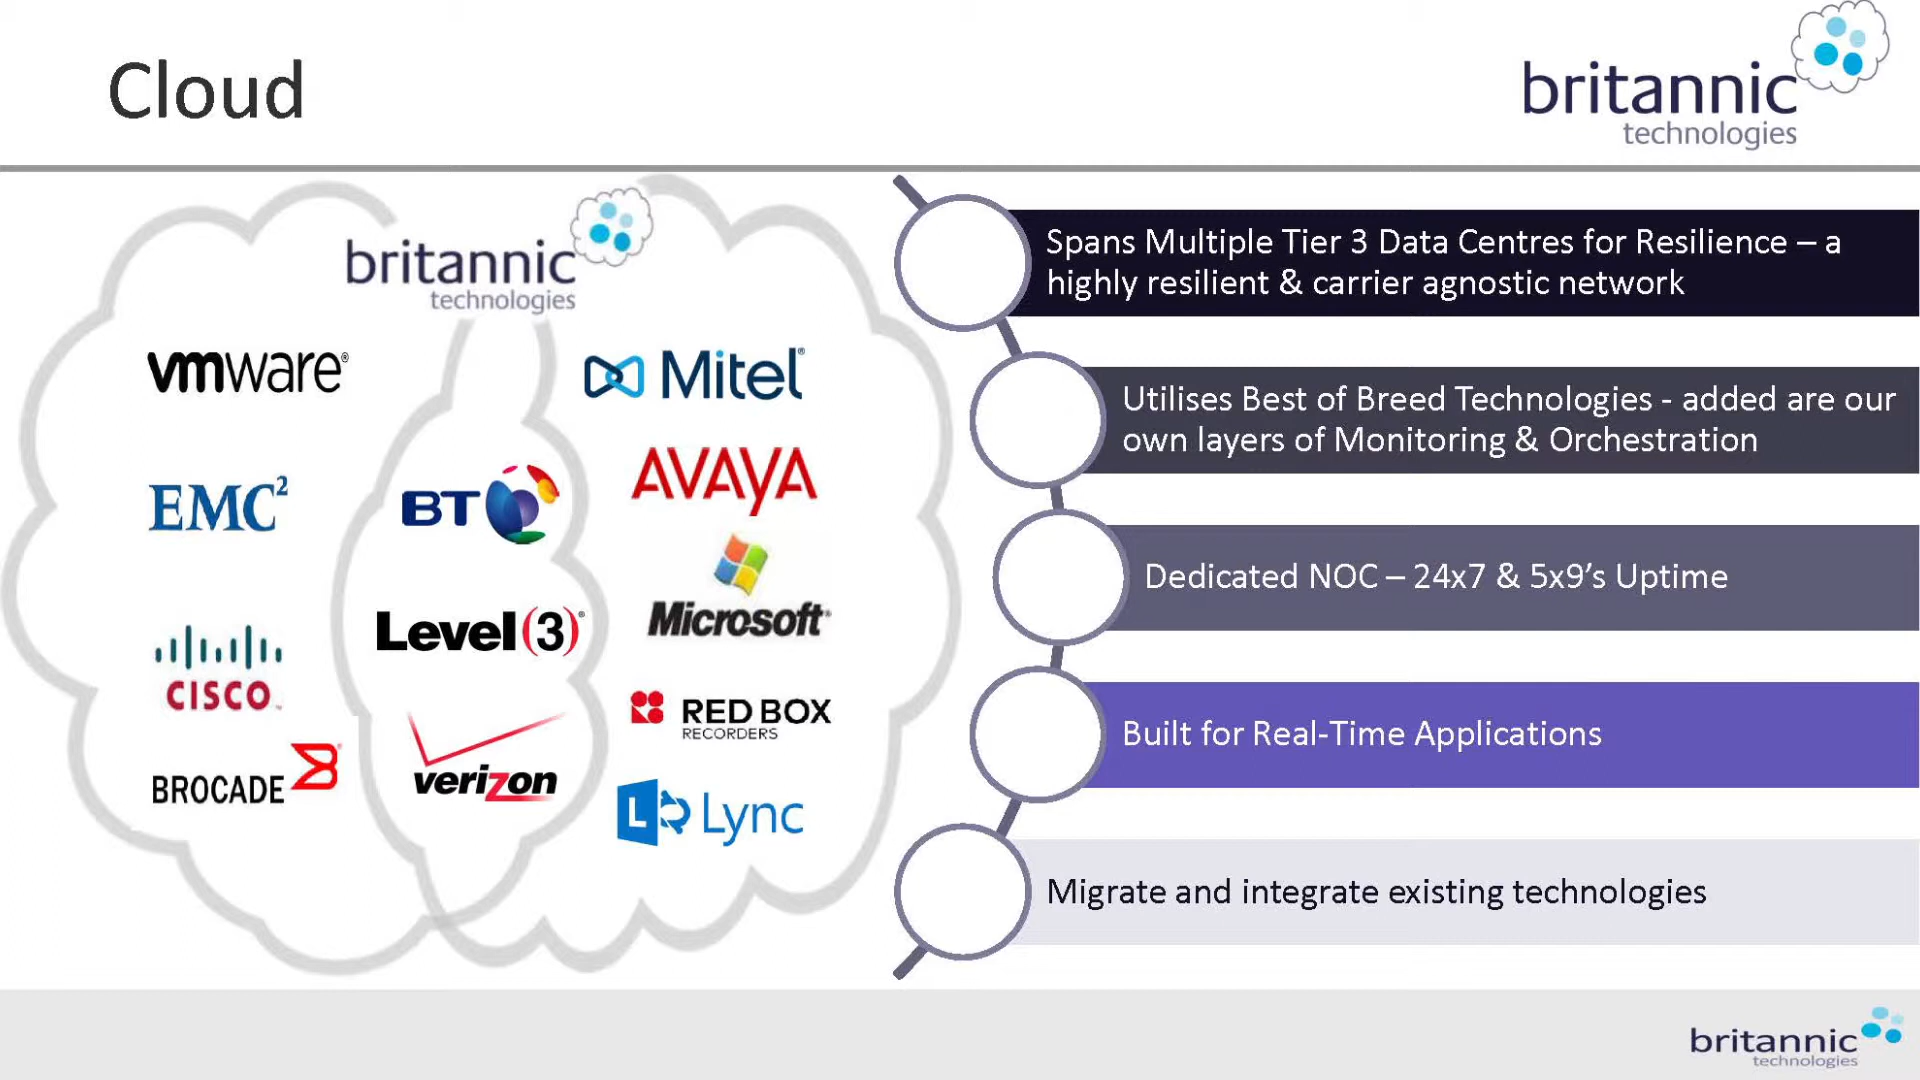 Cloud
britannic
technologies
britannic
technologies
vmware®
Mitel®
EMC²
BT
AVAYA
Level(3)®
Microsoft®
CISCO™
RED BOX
RECORDERS
BROCADE
verizon
L Lync
Spans Multiple Tier 3 Data Centres for Resilience – a
highly resilient & carrier agnostic network
Utilises Best of Breed Technologies - added are our
own layers of Monitoring & Orchestration
Dedicated NOC – 24x7 & 5x9’s Uptime
Built for Real-Time Applications
Migrate and integrate existing technologies
britannic
technologies